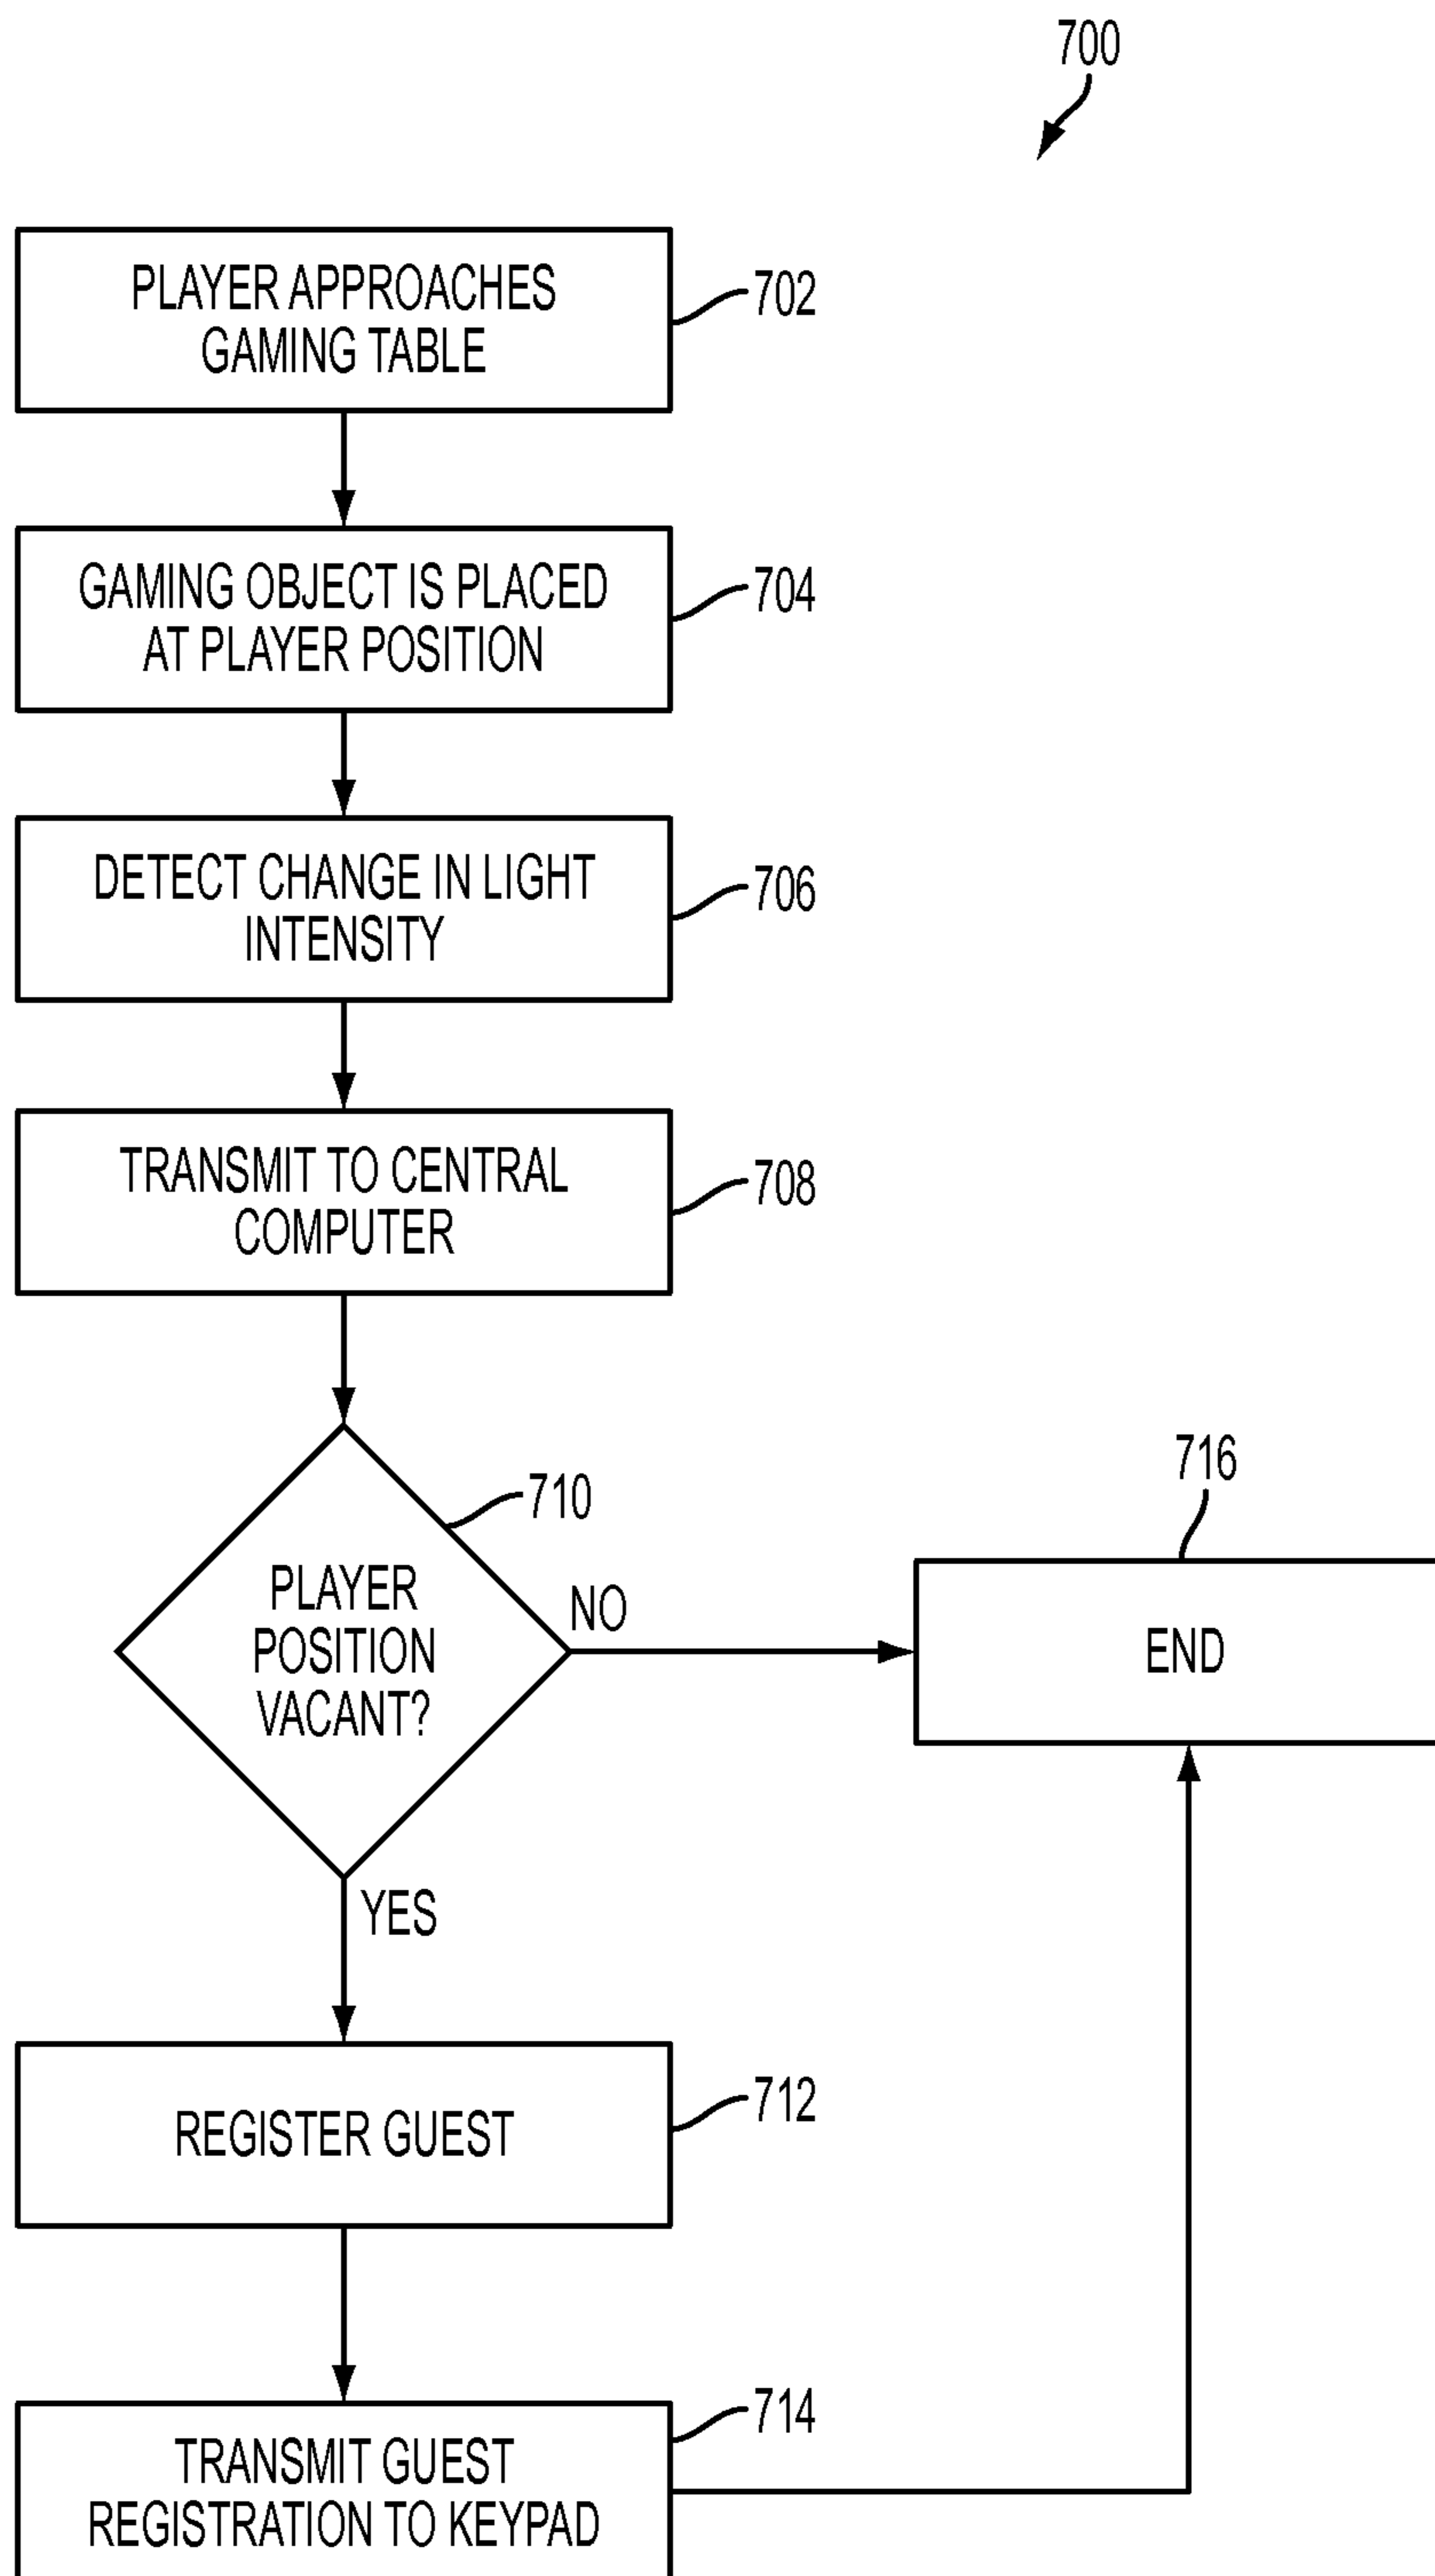 700
PLAYER APPROACHES
GAMING TABLE
702
GAMING OBJECT IS PLACED
AT PLAYER POSITION
704
DETECT CHANGE IN LIGHT
INTENSITY
706
TRANSMIT TO CENTRAL
COMPUTER
708
710
PLAYER
POSITION
VACANT?
NO
716
END
YES
REGISTER GUEST
712
TRANSMIT GUEST
REGISTRATION TO KEYPAD
714